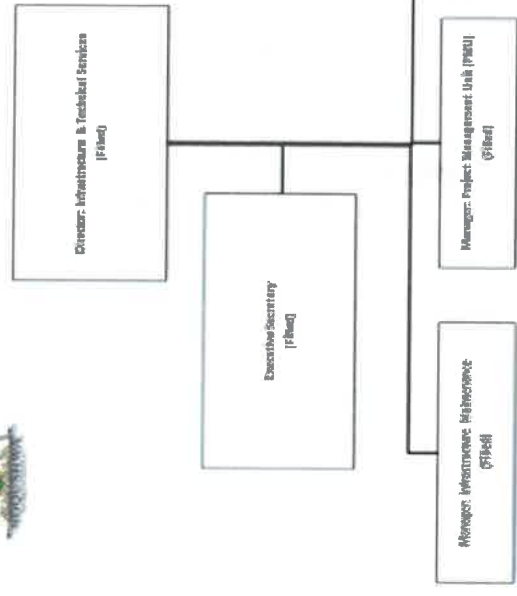 Director: Infrastructure & Technical Services
(Filled)
Executive Secretary
(Filled)
Manager: Infrastructure Maintenance
(Filled)
Manager: Project Management Unit (PMU)
(Filled)